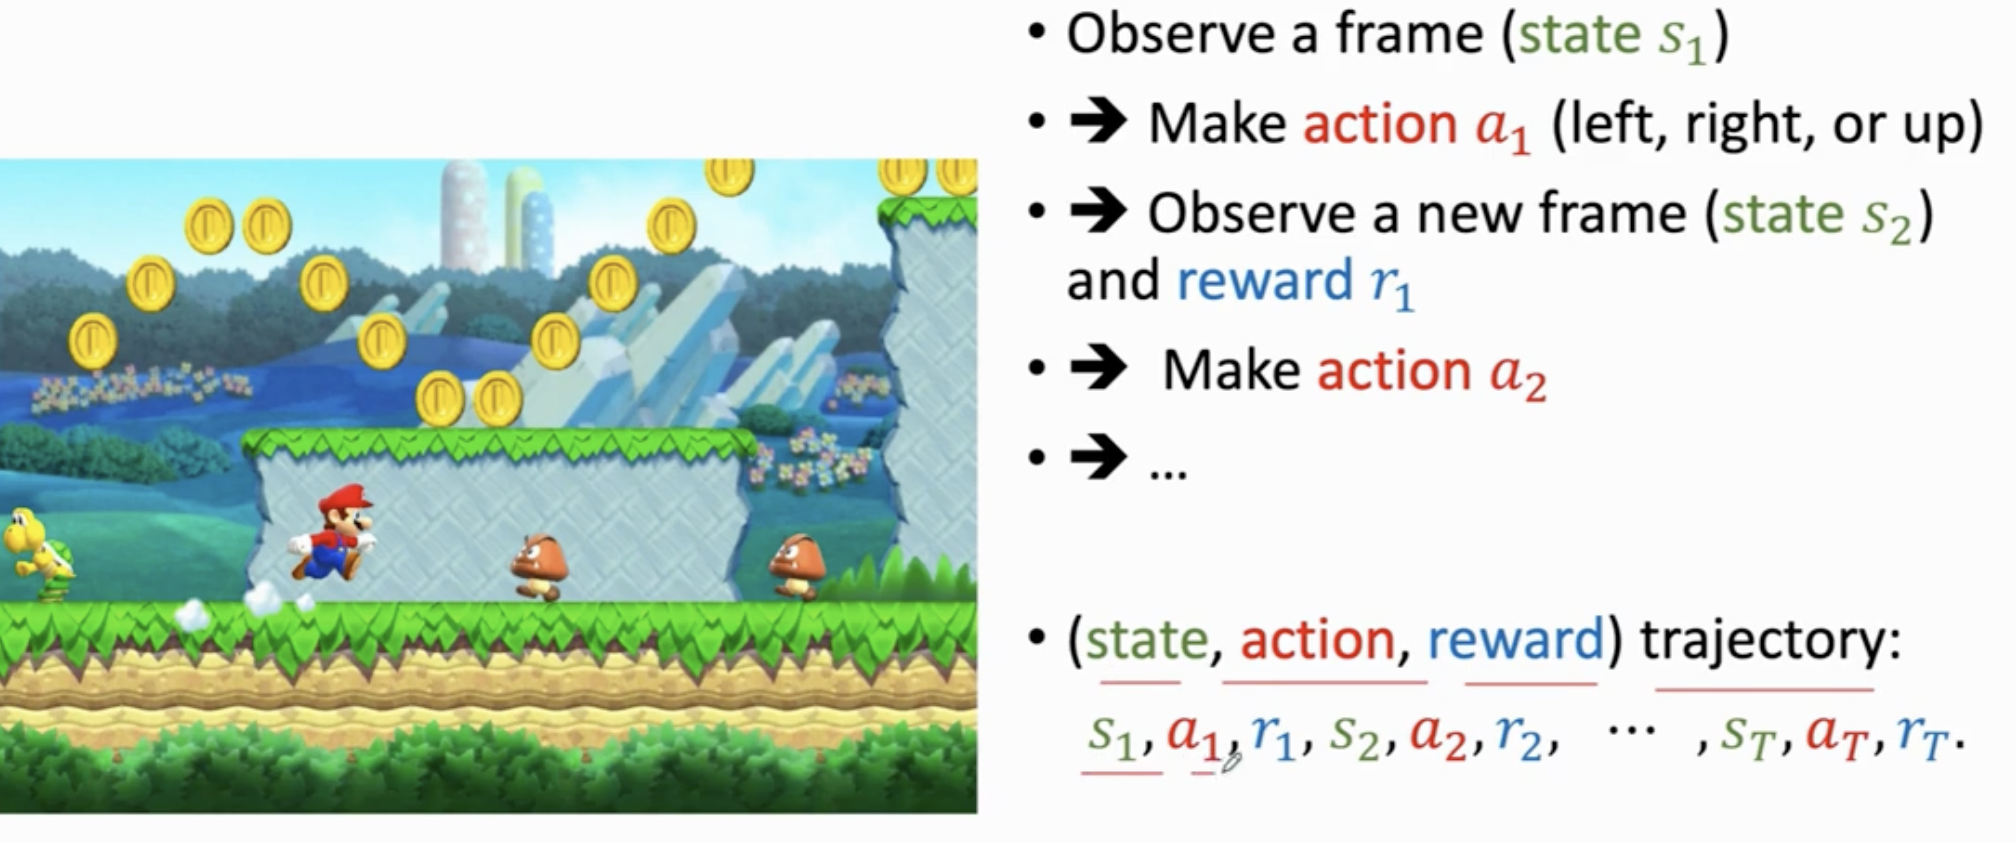 • Observe a frame (state s₁)
• ➔ Make action a₁ (left, right, or up)
• ➔ Observe a new frame (state s₂)
and reward r₁
• ➔ Make action a₂
• ➔ ...
• (state, action, reward) trajectory:
s₁, a₁, r₁, s₂, a₂, r₂, ⋯ , s_T, a_T, r_T.